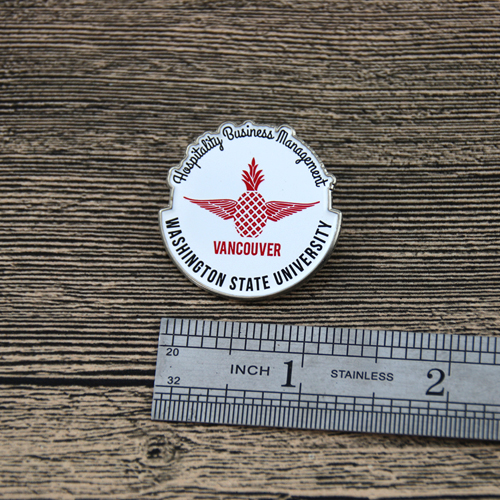 Hospitality Business Management
VANCOUVER
WASHINGTON STATE UNIVERSITY
20
INCH 1 STAINLESS 2
32